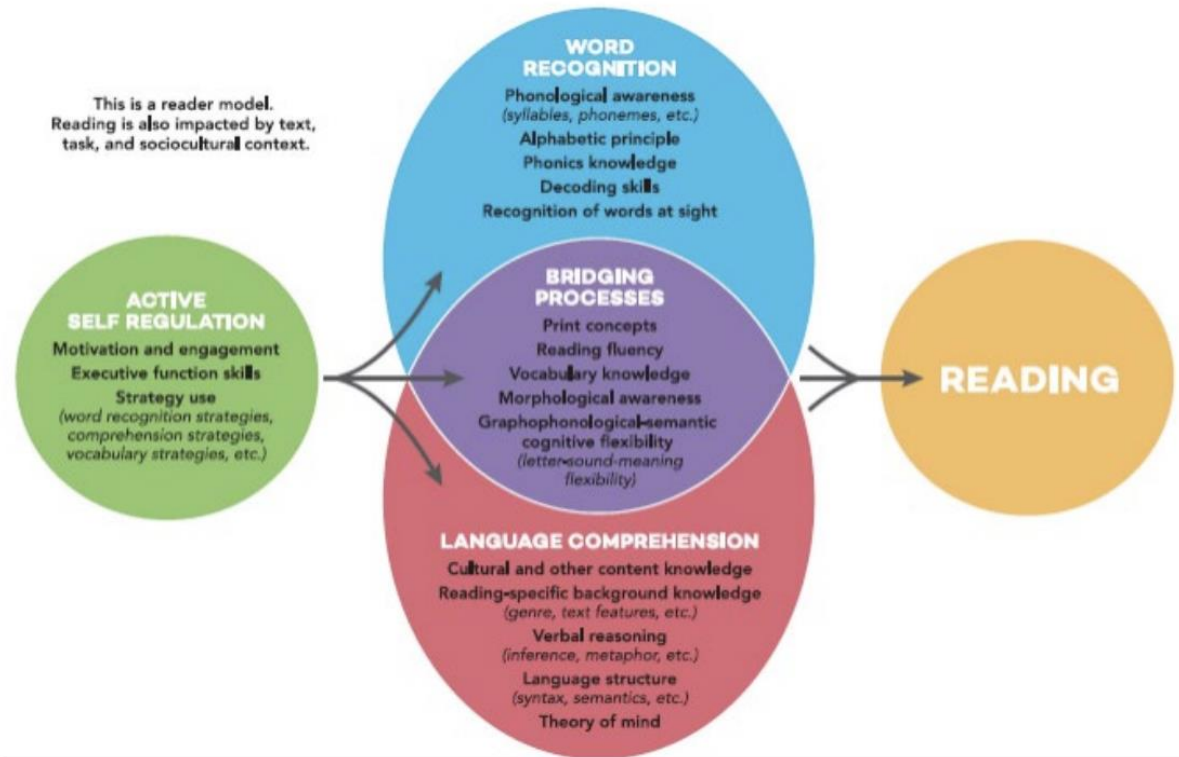 This is a reader model.
Reading is also impacted by text,
task, and sociocultural context.
ACTIVE
SELF REGULATION
Motivation and engagement
Executive function skills
Strategy use
(word recognition strategies,
comprehension strategies,
vocabulary strategies, etc.)
WORD
RECOGNITION
Phonological awareness
(syllables, phonemes, etc.)
Alphabetic principle
Phonics knowledge
Decoding skills
Recognition of words at sight
BRIDGING
PROCESSES
Print concepts
Reading fluency
Vocabulary knowledge
Morphological awareness
Graphophonological-semantic
cognitive flexibility
(letter-sound-meaning
flexibility)
LANGUAGE COMPREHENSION
Cultural and other content knowledge
Reading-specific background knowledge
(genre, text features, etc.)
Verbal reasoning
(inference, metaphor, etc.)
Language structure
(syntax, semantics, etc.)
Theory of mind
READING